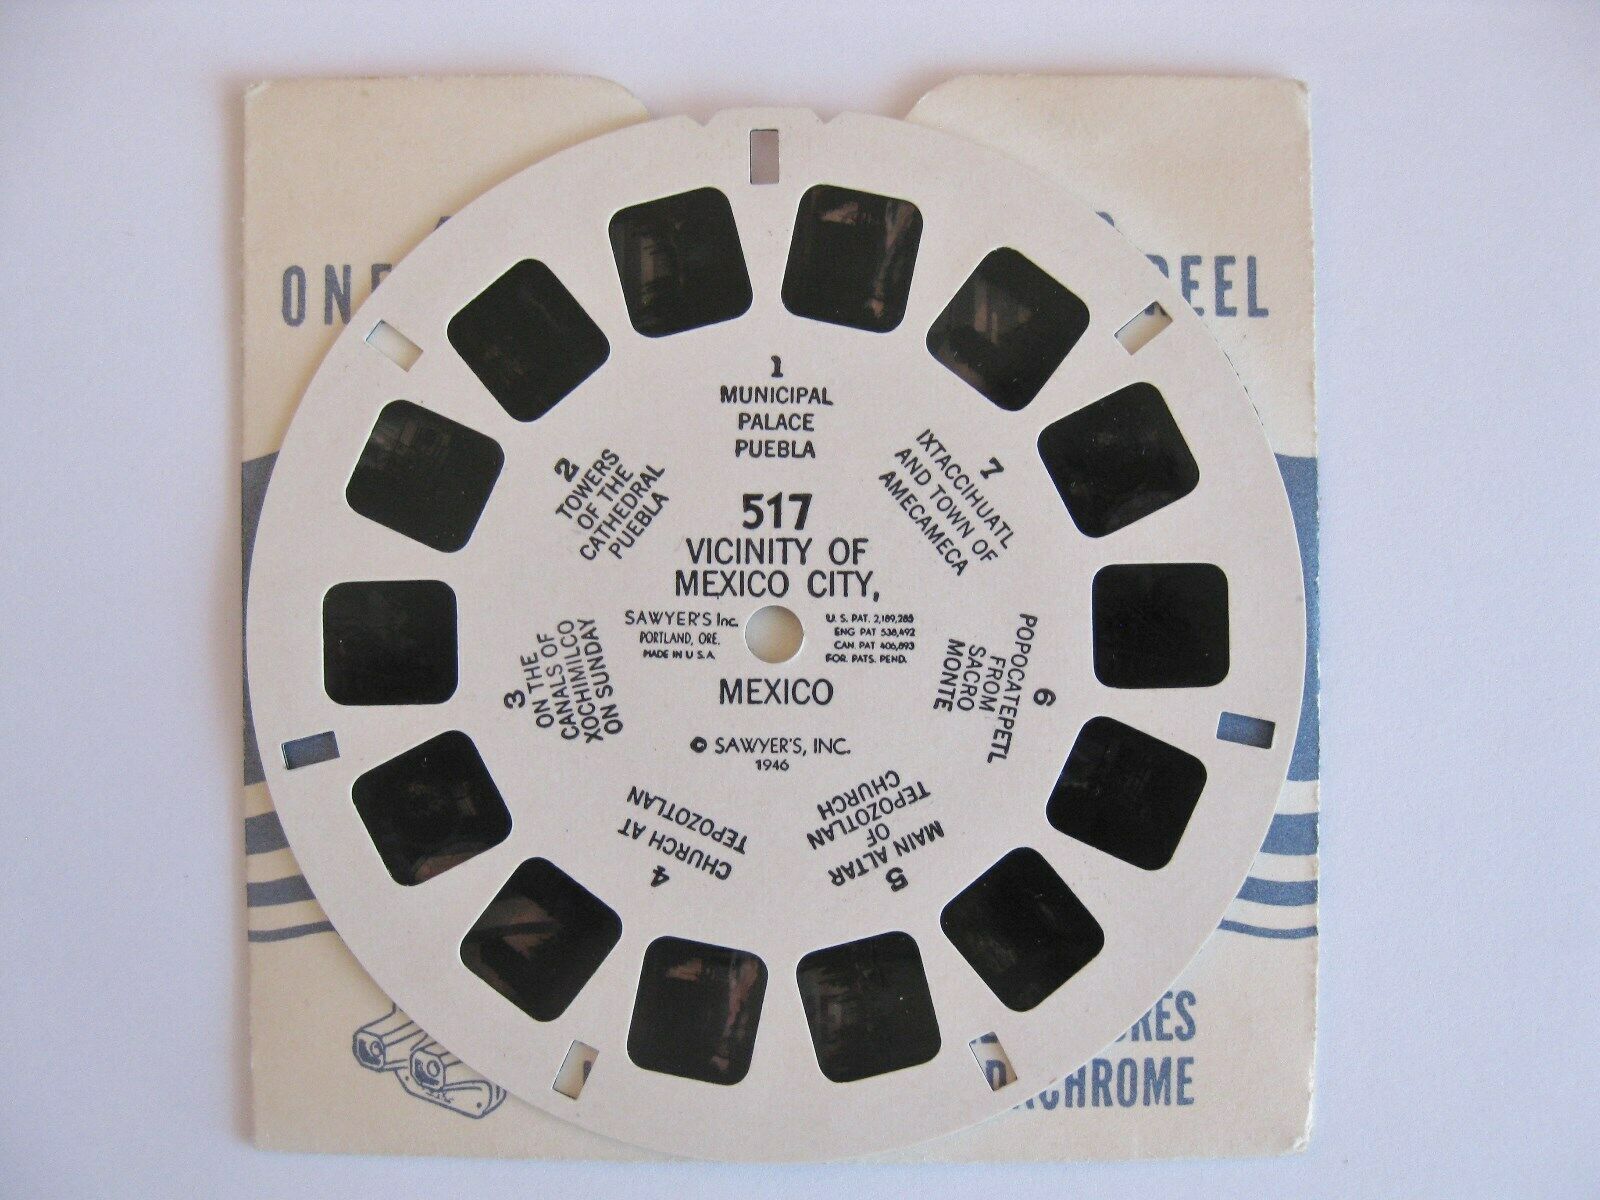 ONE
REEL
1
MUNICIPAL
PALACE
PUEBLA
2
TOWERS
OF THE
CATHEDRAL
PUEBLA
3
ON THE
CANALS OF
XOCHIMILCO
ON SUNDAY
4
CHURCH AT
TEPOZOTLAN
5
MAIN ALTAR
OF
TEPOZOTLAN
CHURCH
6
POPOCATEPETL
FROM
SACRO
MONTE
7
IXTACCIHUATL
AND TOWN OF
AMECAMECA
517
VICINITY OF
MEXICO CITY,
SAWYER'S Inc.
PORTLAND, ORE.
MADE IN U S A
U. S. PAT. 2,189,285
ENG PAT 538,492
CAN PAT 406,893
FOR. PATS. PEND.
MEXICO
© SAWYER'S, INC.
1946